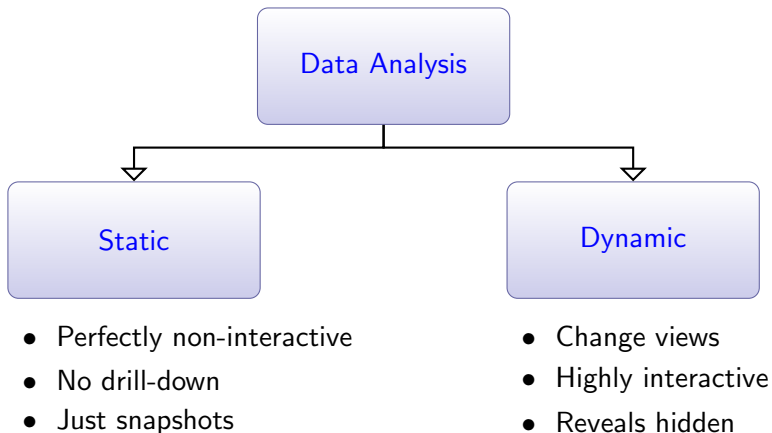 Data Analysis
Static
Dynamic
• Perfectly non-interactive
• No drill-down
• Just snapshots
• Change views
• Highly interactive
• Reveals hidden